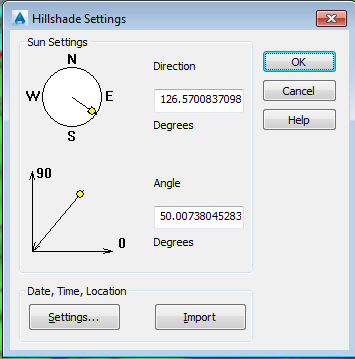 Hillshade Settings
Sun Settings
N
W E
S
Direction
126.5700837098
Degrees
OK
Cancel
Help
90
0
Angle
50.00738045283
Degrees
Date, Time, Location
Settings...
Import